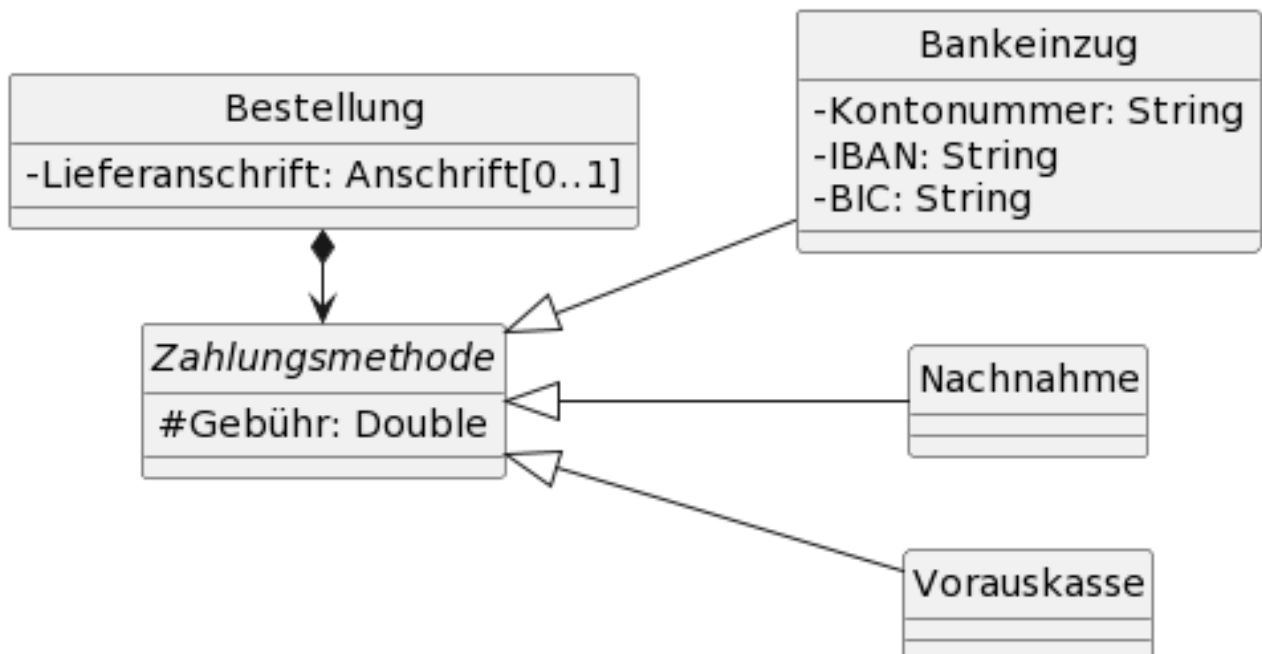 Bestellung
-Lieferanschrift: Anschrift[0..1]
Zahlungsmethode
#Gebühr: Double
Bankeinzug
-Kontonummer: String
-IBAN: String
-BIC: String
Nachnahme
Vorauskasse